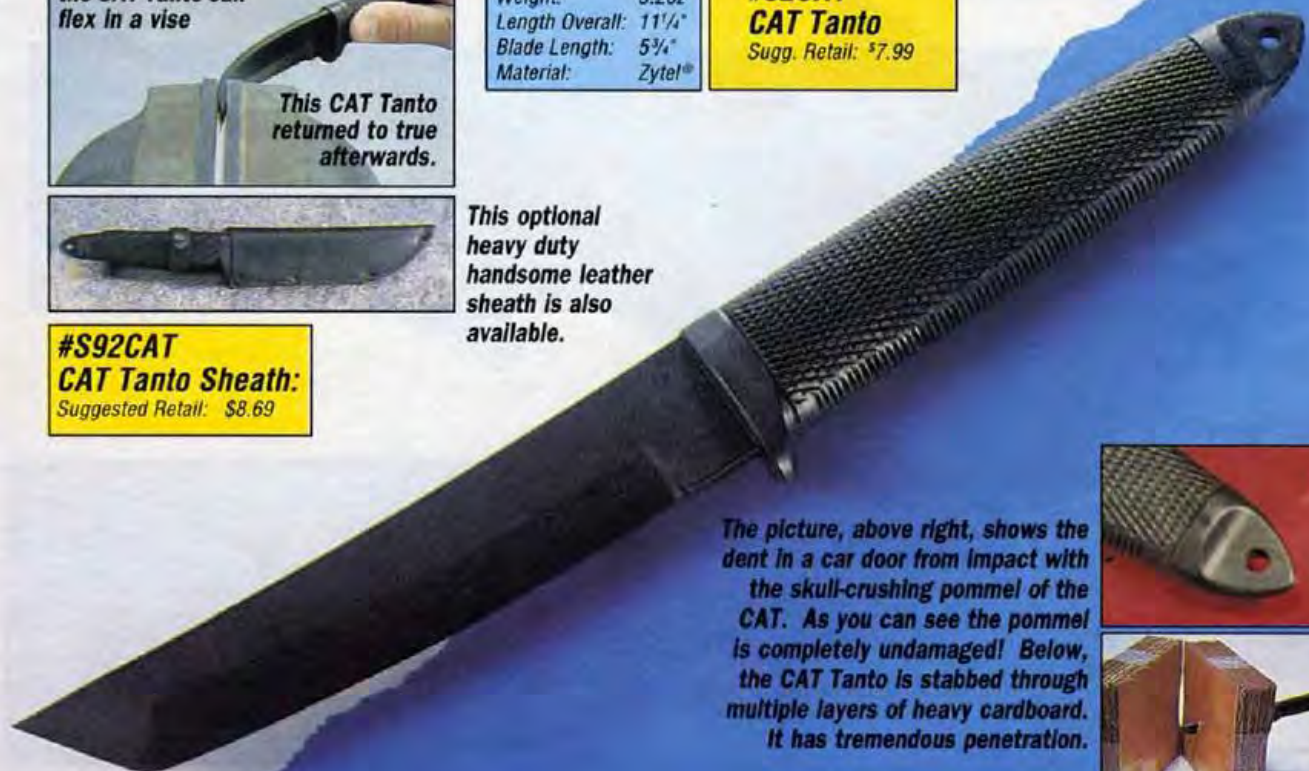 flex in a vise
This CAT Tanto
returned to true
afterwards.
Length Overall: 11¼"
Blade Length: 5¾"
Material: Zytel®
CAT Tanto
Sugg. Retail: $7.99
This optional
heavy duty
handsome leather
sheath is also
available.
#S92CAT
CAT Tanto Sheath:
Suggested Retail: $8.69
The picture, above right, shows the
dent in a car door from impact with
the skull-crushing pommel of the
CAT. As you can see the pommel
is completely undamaged! Below,
the CAT Tanto is stabbed through
multiple layers of heavy cardboard.
It has tremendous penetration.